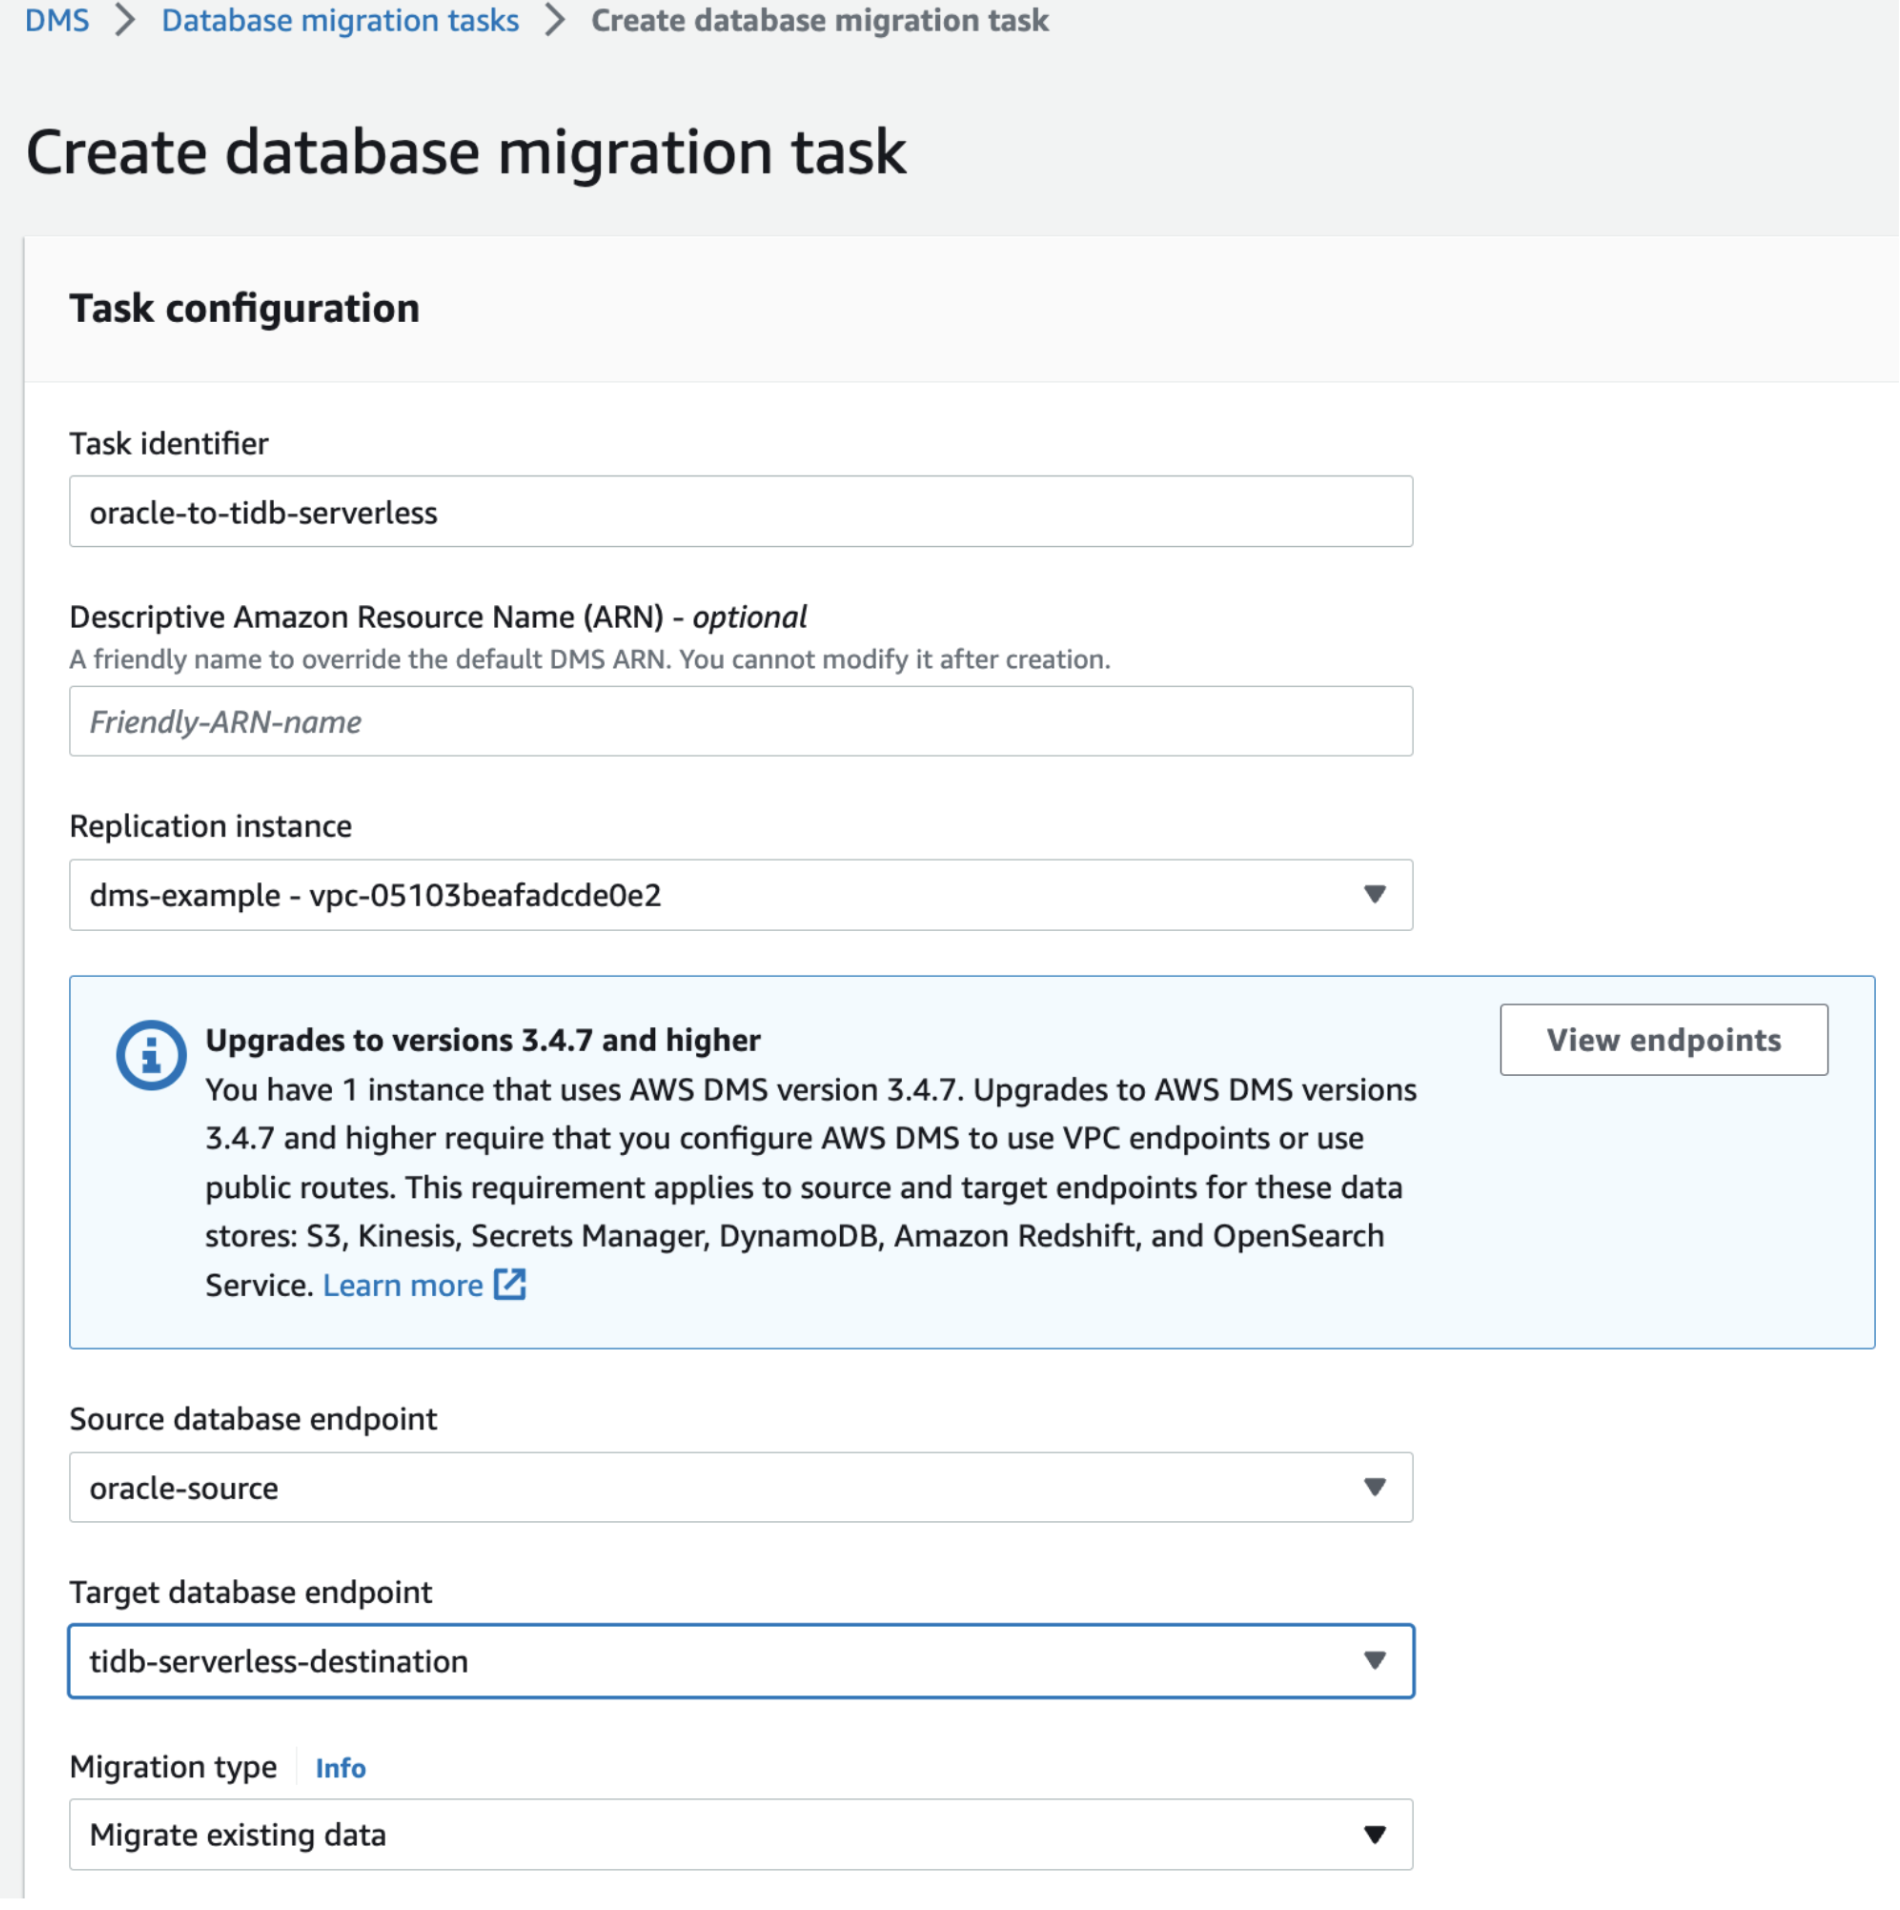 DMS > Database migration tasks > Create database migration task
Create database migration task
Task configuration
Task identifier
oracle-to-tidb-serverless
Descriptive Amazon Resource Name (ARN) - optional
A friendly name to override the default DMS ARN. You cannot modify it after creation.
Friendly-ARN-name
Replication instance
dms-example - vpc-05103beafadcde0e2
Upgrades to versions 3.4.7 and higher
View endpoints
You have 1 instance that uses AWS DMS version 3.4.7. Upgrades to AWS DMS versions
3.4.7 and higher require that you configure AWS DMS to use VPC endpoints or use
public routes. This requirement applies to source and target endpoints for these data
stores: S3, Kinesis, Secrets Manager, DynamoDB, Amazon Redshift, and OpenSearch
Service. Learn more
Source database endpoint
oracle-source
Target database endpoint
tidb-serverless-destination
Migration type Info
Migrate existing data